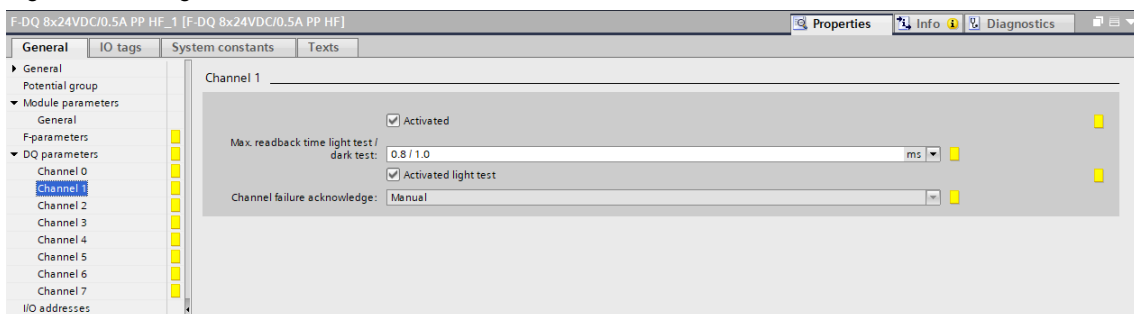 F-DQ 8x24VDC/0.5A PP HF_1 [F-DQ 8x24VDC/0.5A PP HF]
Properties
Info
Diagnostics
General
IO tags
System constants
Texts
General
Potential group
Module parameters
General
F-parameters
DQ parameters
Channel 0
Channel 1
Channel 2
Channel 3
Channel 4
Channel 5
Channel 6
Channel 7
I/O addresses
Channel 1
Activated
Max. readback time light test /
dark test: 0.8 / 1.0 ms
Activated light test
Channel failure acknowledge: Manual